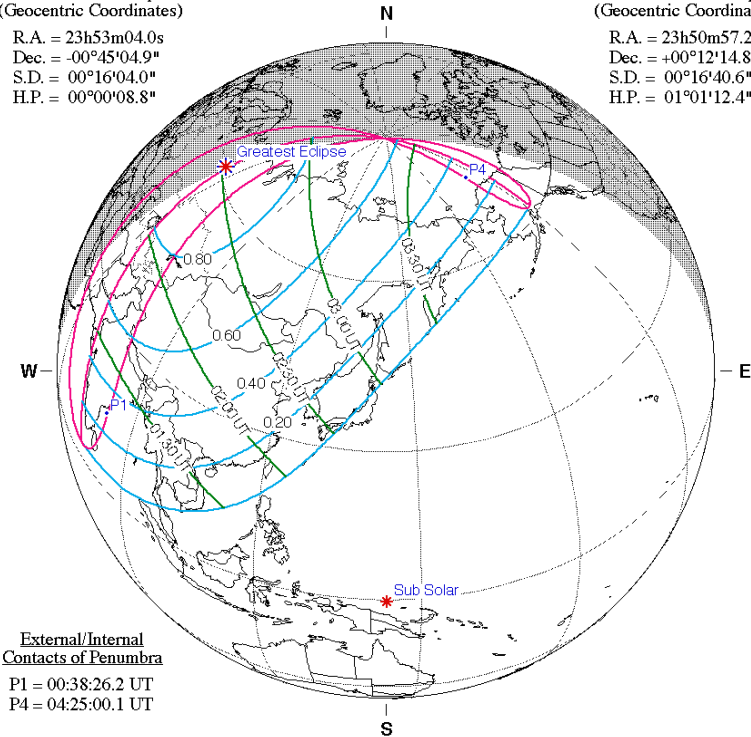 (Geocentric Coordinates)
R.A. = 23h53m04.0s
Dec. = -00°45'04.9"
S.D. = 00°16'04.0"
H.P. = 00°00'08.8"
(Geocentric Coordina
R.A. = 23h50m57.2
Dec. = +00°12'14.8
S.D. = 00°16'40.6"
H.P. = 01°01'12.4"
N
Greatest Eclipse
P4
0.80
03:30 UT
0.60
03:00 UT
W
E
0.40
02:30 UT
02:00 UT
P1
0.20
01:30 UT
Sub Solar
External/Internal
Contacts of Penumbra
P1 = 00:38:26.2 UT
P4 = 04:25:00.1 UT
S